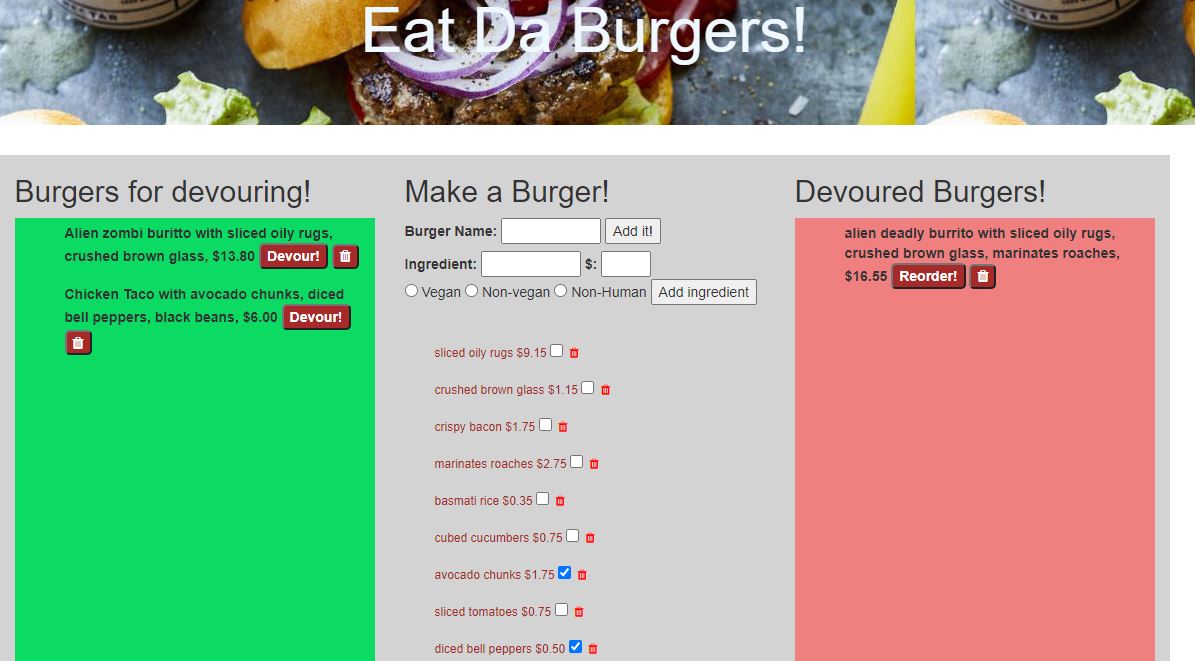 Eat Da Burgers!
Burgers for devouring!
Alien zombi buritto with sliced oily rugs,
crushed brown glass, $13.80 Devour!
Chicken Taco with avocado chunks, diced
bell peppers, black beans, $6.00 Devour!
Make a Burger!
Burger Name: Add it!
Ingredient: $:
Vegan Non-vegan Non-Human Add ingredient
sliced oily rugs $9.15
crushed brown glass $1.15
crispy bacon $1.75
marinates roaches $2.75
basmati rice $0.35
cubed cucumbers $0.75
avocado chunks $1.75
sliced tomatoes $0.75
diced bell peppers $0.50
Devoured Burgers!
alien deadly burrito with sliced oily rugs,
crushed brown glass, marinates roaches,
$16.55 Reorder!